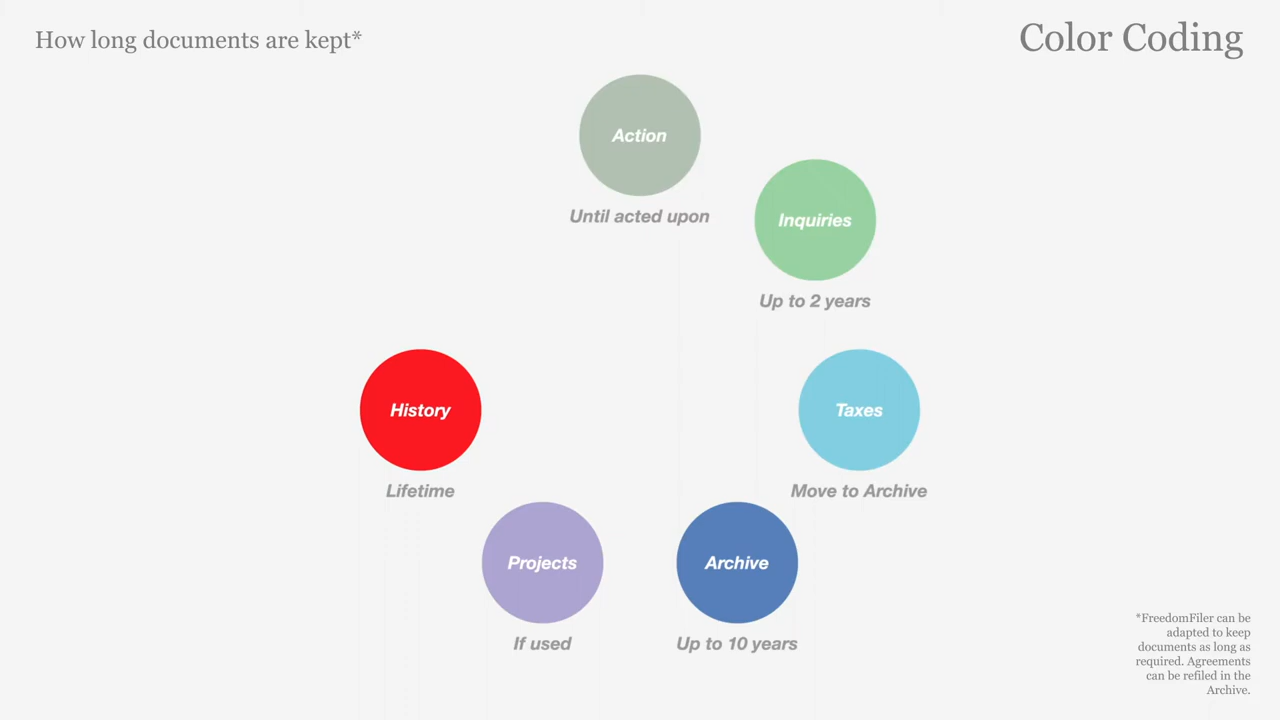 How long documents are kept*
Color Coding
Action
Until acted upon
Inquiries
Up to 2 years
History
Lifetime
Taxes
Move to Archive
Projects
If used
Archive
Up to 10 years
*FreedomFiler can be
adapted to keep
documents as long as
required. Agreements
can be refiled in the
Archive.